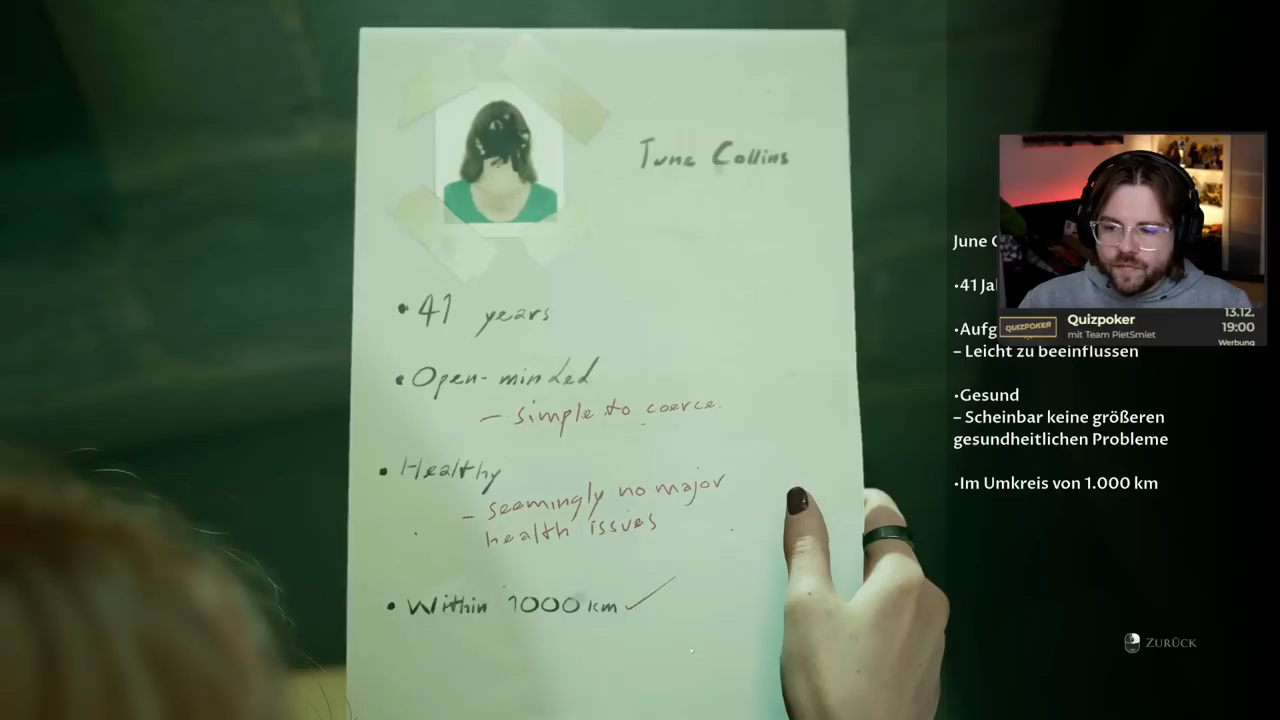 June Collins
• 41 years
• Open-minded
– simple to coerce.
• Healthy
– seemingly no major
health issues
• Within 1000 km ✓
June
•41
– Leicht zu beeinflussen
•Gesund
– Scheinbar keine größeren
gesundheitlichen Probleme
•Im Umkreis von 1.000 km
QUIZPOKER
Quizpoker
mit Team PietSmiet
13.12.
19:00
Werbung
ZURÜCK